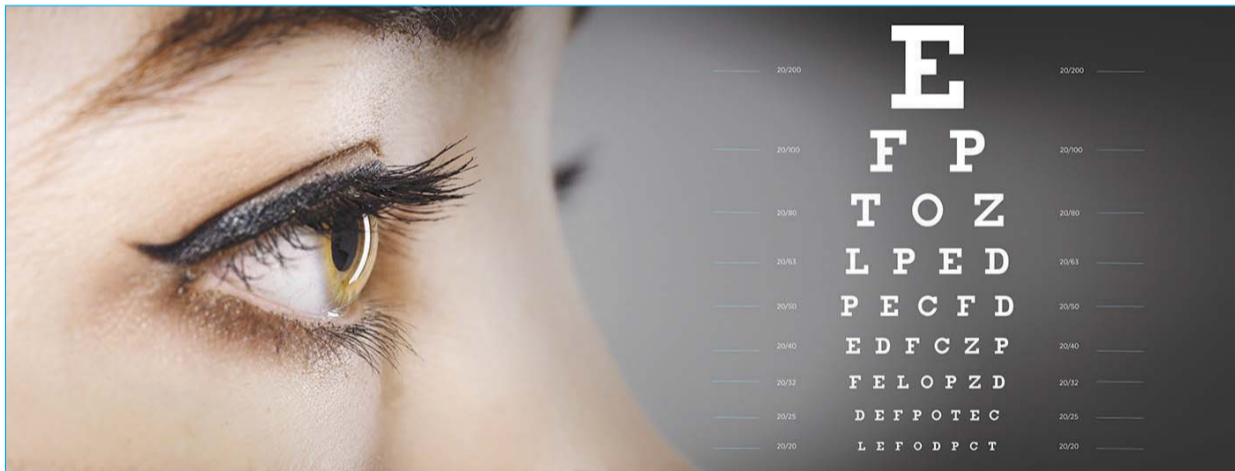 20/200 E 20/200
20/100 F P 20/100
20/80 T O Z 20/80
20/63 L P E D 20/63
20/50 P E C F D 20/50
20/40 E D F C Z P 20/40
20/32 F E L O P Z D 20/32
20/25 D E F P O T E C 20/25
20/20 L E F O D P C T 20/20